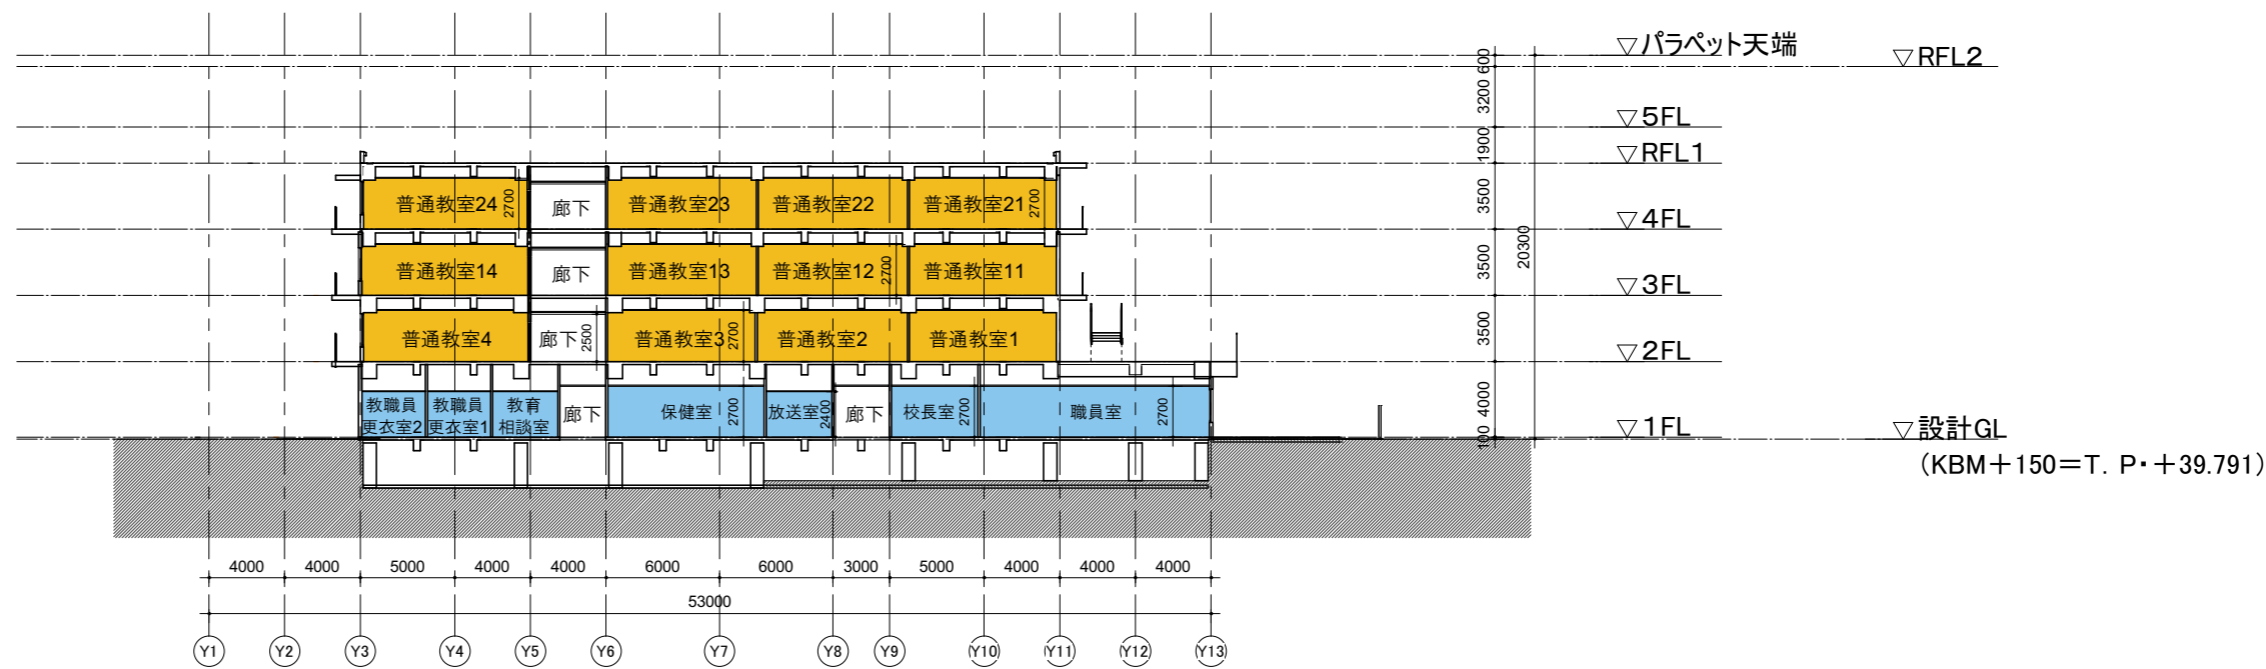 ▽パラペット天端
▽RFL2
▽5FL
▽RFL1
▽4FL
▽3FL
▽2FL
▽1FL
▽設計GL
（KBM＋150＝T. P・＋39.791）
600
3200
1900
3500
3500
3500
4000
100
20300
普通教室24
2700
廊下
普通教室23
2700
普通教室22
普通教室21
2700
普通教室14
廊下
普通教室13
普通教室12
2700
普通教室11
普通教室4
廊下
2500
普通教室3
2700
普通教室2
普通教室1
教職員
更衣室2
教職員
更衣室1
教育
相談室
廊下
保健室
2700
放送室
2400
廊下
校長室
2700
職員室
2700
4000 4000 5000 4000 4000 6000 6000 3000 5000 4000 4000 4000
53000
Y1 Y2 Y3 Y4 Y5 Y6 Y7 Y8 Y9 Y10 Y11 Y12 Y13